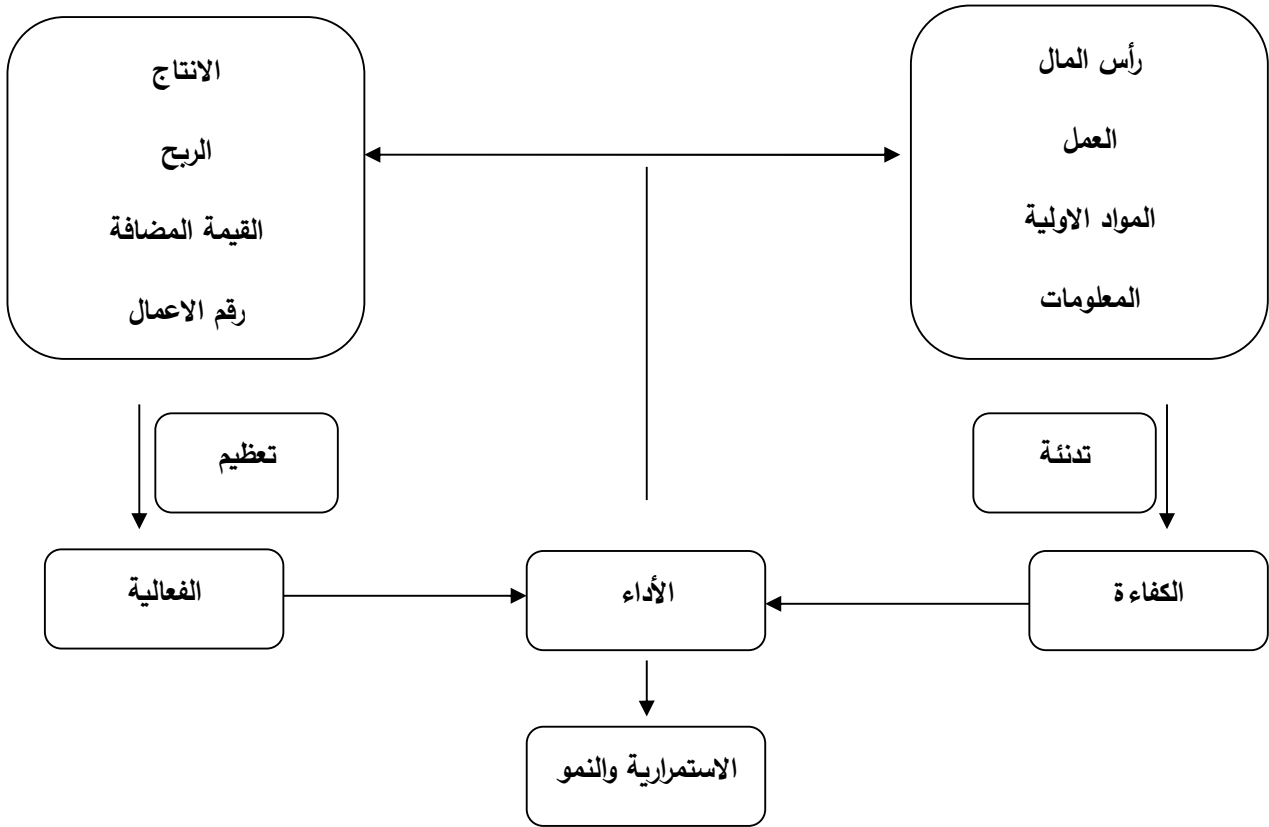 رأس المال
العمل
المواد الاولية
المعلومات
الانتاج
الربح
القيمة المضافة
رقم الاعمال
تدنئة
تعظيم
الكفاءة
الأداء
الفعالية
الاستمرارية والنمو